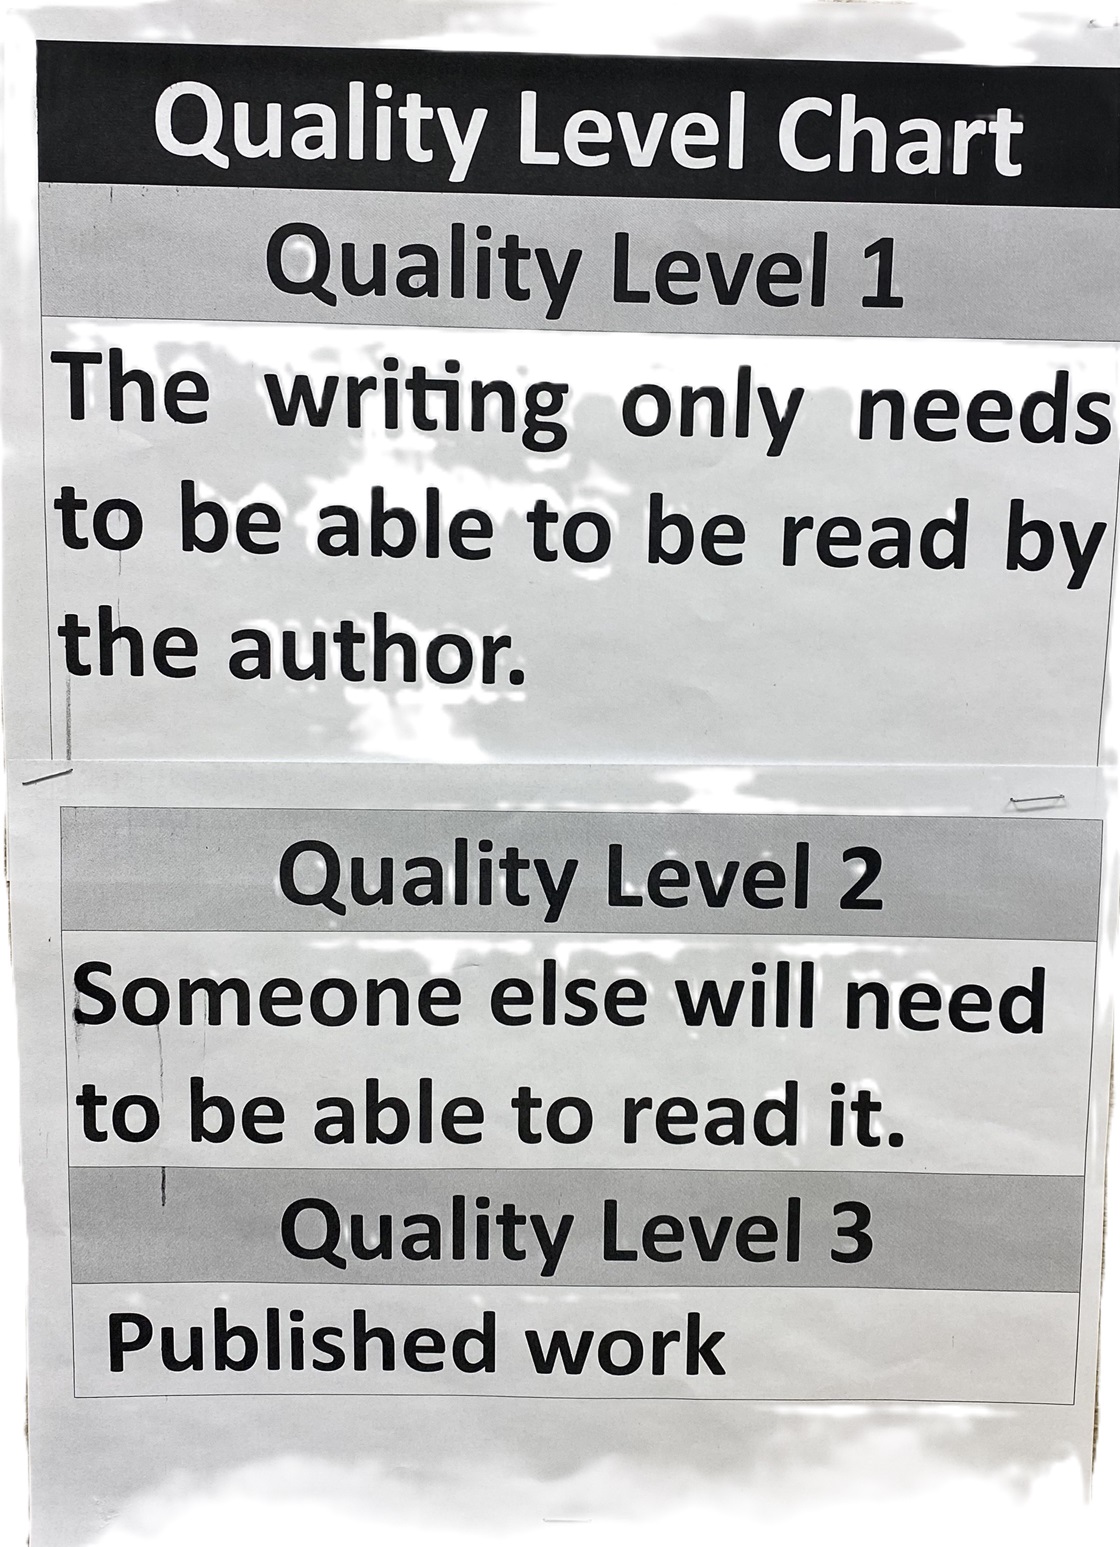 Quality Level Chart
Quality Level 1
The writing only needs
to be able to be read by
the author.
Quality Level 2
Someone else will need
to be able to read it.
Quality Level 3
Published work